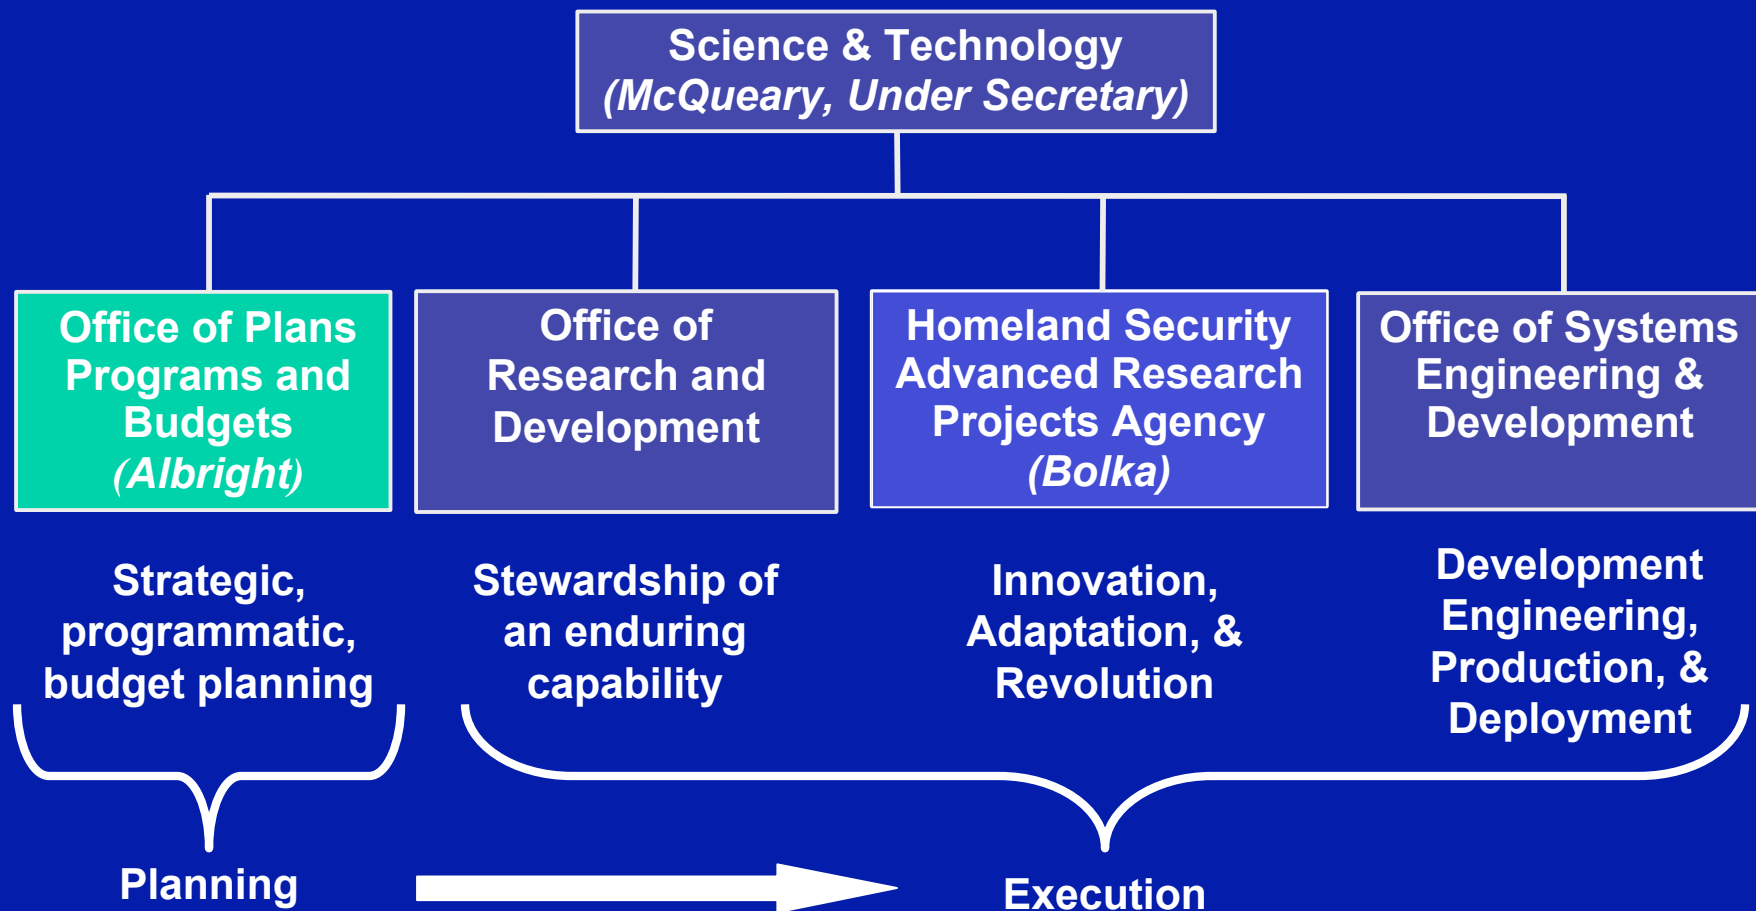 Science & Technology
(McQueary, Under Secretary)
Office of Plans
Programs and
Budgets
(Albright)
Office of
Research and
Development
Homeland Security
Advanced Research
Projects Agency
(Bolka)
Office of Systems
Engineering &
Development
Strategic,
programmatic,
budget planning
Stewardship of
an enduring
capability
Innovation,
Adaptation, &
Revolution
Development
Engineering,
Production, &
Deployment
Planning
Execution